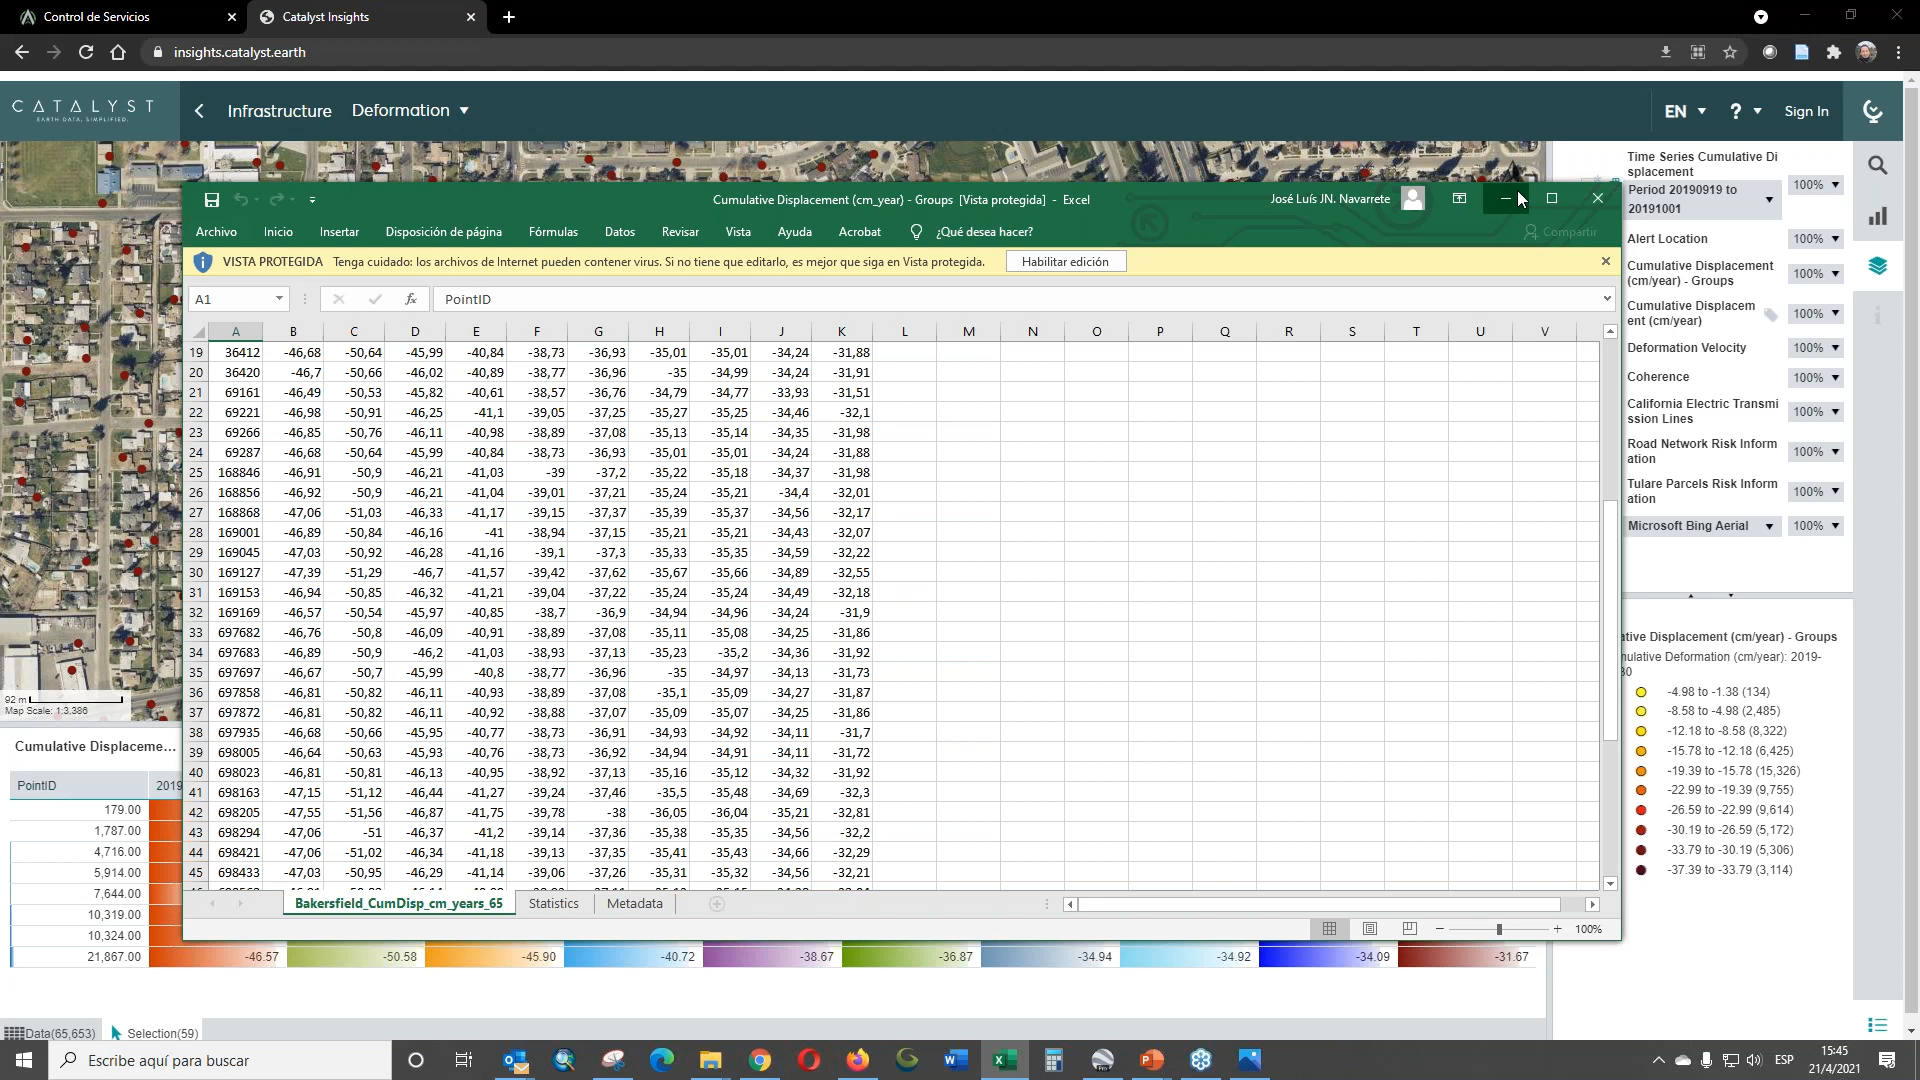 Control de Servicios
Catalyst Insights
insights.catalyst.earth
CATALYST
EARTH DATA, SIMPLIFIED.
Infrastructure Deformation
EN ? Sign In
Cumulative Displacement (cm_year) - Groups [Vista protegida] - Excel
José Luís JN. Navarrete
Archivo Inicio Insertar Disposición de página Fórmulas Datos Revisar Vista Ayuda Acrobat ¿Qué desea hacer? Compartir
VISTA PROTEGIDA Tenga cuidado: los archivos de Internet pueden contener virus. Si no tiene que editarlo, es mejor que siga en Vista protegida. Habilitar edición
A1 fx PointID
A B C D E F G H I J K L M N O P Q R S T U V
19 36412 -46,68 -50,64 -45,99 -40,84 -38,73 -36,93 -35,01 -35,01 -34,24 -31,88
20 36420 -46,7 -50,66 -46,02 -40,89 -38,77 -36,96 -35 -34,99 -34,24 -31,91
21 69161 -46,49 -50,53 -45,82 -40,61 -38,57 -36,76 -34,79 -34,77 -33,93 -31,51
22 69221 -46,98 -50,91 -46,25 -41,1 -39,05 -37,25 -35,27 -35,25 -34,46 -32,1
23 69266 -46,85 -50,76 -46,11 -40,98 -38,89 -37,08 -35,13 -35,14 -34,35 -31,98
24 69287 -46,68 -50,64 -45,99 -40,84 -38,73 -36,93 -35,01 -35,01 -34,24 -31,88
25 168846 -46,91 -50,9 -46,21 -41,03 -39 -37,2 -35,22 -35,18 -34,37 -31,98
26 168856 -46,92 -50,9 -46,21 -41,04 -39,01 -37,21 -35,24 -35,21 -34,4 -32,01
27 168868 -47,06 -51,03 -46,33 -41,17 -39,15 -37,37 -35,39 -35,37 -34,56 -32,17
28 169001 -46,89 -50,84 -46,16 -41 -38,94 -37,15 -35,21 -35,21 -34,43 -32,07
29 169045 -47,03 -50,92 -46,28 -41,16 -39,1 -37,3 -35,33 -35,35 -34,59 -32,22
30 169127 -47,39 -51,29 -46,7 -41,57 -39,42 -37,62 -35,67 -35,66 -34,89 -32,55
31 169153 -46,94 -50,85 -46,32 -41,21 -39,04 -37,22 -35,24 -35,24 -34,49 -32,18
32 169169 -46,57 -50,54 -45,97 -40,85 -38,7 -36,9 -34,94 -34,96 -34,24 -31,9
33 697682 -46,76 -50,8 -46,09 -40,91 -38,89 -37,08 -35,11 -35,08 -34,25 -31,86
34 697683 -46,89 -50,9 -46,2 -41,03 -38,93 -37,13 -35,23 -35,2 -34,36 -31,92
35 697697 -46,67 -50,7 -45,99 -40,8 -38,77 -36,96 -35 -34,97 -34,13 -31,73
36 697858 -46,81 -50,82 -46,11 -40,93 -38,89 -37,08 -35,1 -35,09 -34,27 -31,87
37 697872 -46,81 -50,82 -46,11 -40,92 -38,88 -37,07 -35,09 -35,07 -34,25 -31,86
38 697935 -46,68 -50,66 -45,95 -40,77 -38,73 -36,91 -34,93 -34,92 -34,11 -31,7
39 698005 -46,64 -50,63 -45,93 -40,76 -38,73 -36,92 -34,94 -34,91 -34,11 -31,72
40 698023 -46,81 -50,81 -46,13 -40,95 -38,92 -37,13 -35,16 -35,12 -34,32 -31,92
41 698163 -47,15 -51,12 -46,44 -41,27 -39,24 -37,46 -35,5 -35,48 -34,69 -32,3
42 698205 -47,55 -51,56 -46,87 -41,75 -39,78 -38 -36,05 -36,04 -35,21 -32,81
43 698294 -47,06 -51 -46,37 -41,2 -39,14 -37,36 -35,38 -35,35 -34,56 -32,2
44 698421 -47,06 -51,02 -46,34 -41,18 -39,13 -37,35 -35,41 -35,43 -34,66 -32,29
45 698433 -47,03 -50,95 -46,29 -41,14 -39,06 -37,26 -35,31 -35,32 -34,56 -32,21
Bakersfield_CumDisp_cm_years_65 Statistics Metadata
100%
Time Series Cumulative Di
splacement 100%
Period 20190919 to
20191001
Alert Location 100%
Cumulative Displacement
(cm/year) - Groups 100%
Cumulative Displacem
ent (cm/year) 100%
Deformation Velocity 100%
Coherence 100%
California Electric Transmi
ssion Lines 100%
Road Network Risk Inform
ation 100%
Tulare Parcels Risk Inform
ation 100%
Microsoft Bing Aerial 100%
ative Displacement (cm/year) - Groups
nulative Deformation (cm/year): 2019-
30
-4.98 to -1.38 (134)
-8.58 to -4.98 (2,485)
-12.18 to -8.58 (8,322)
-15.78 to -12.18 (6,425)
-19.39 to -15.78 (15,326)
-22.99 to -19.39 (9,755)
-26.59 to -22.99 (9,614)
-30.19 to -26.59 (5,172)
-33.79 to -30.19 (5,306)
-37.39 to -33.79 (3,114)
92 m
Map Scale: 1:3,386
Cumulative Displaceme...
PointID 2019
179.00
1,787.00
4,716.00
5,914.00
7,644.00
10,319.00
10,324.00
21,867.00 -46.57 -50.58 -45.90 -40.72 -38.67 -36.87 -34.94 -34.92 -34.09 -31.67
Data(65,653) Selection(59)
Escribe aquí para buscar
ESP
15:45
21/4/2021